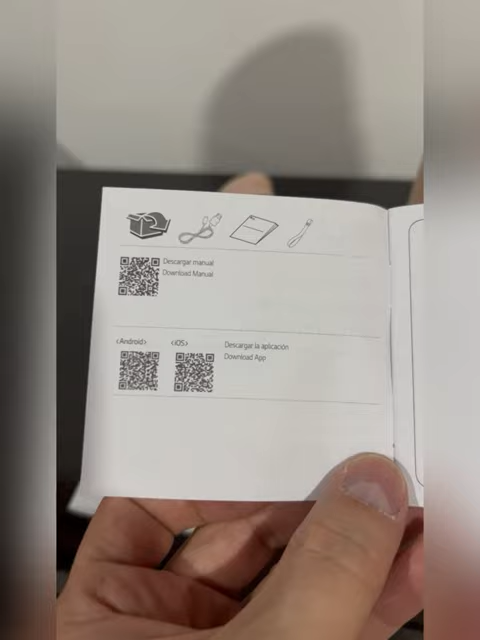 Descargar manual
Download Manual
<Android>
<iOS>
Descargar la aplicación
Download App